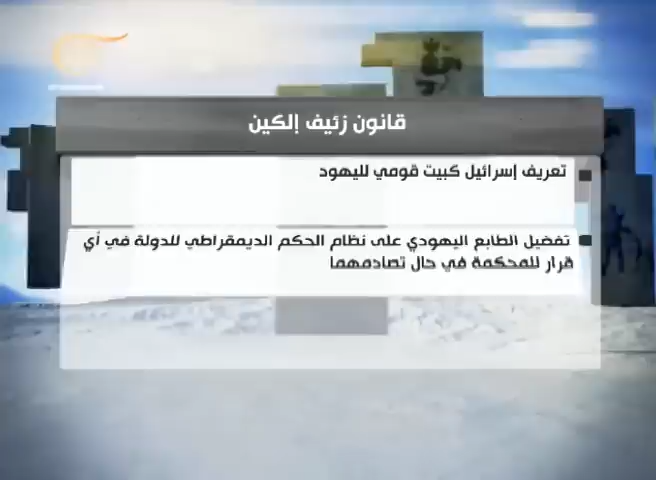 قانون زئيف إلكين
تعريف إسرائيل كبيت قومي لليهود
تفضيل الطابع اليهودي على نظام الحكم الديمقراطي للدولة في أي
قرار للمحكمة في حال تصادمهما